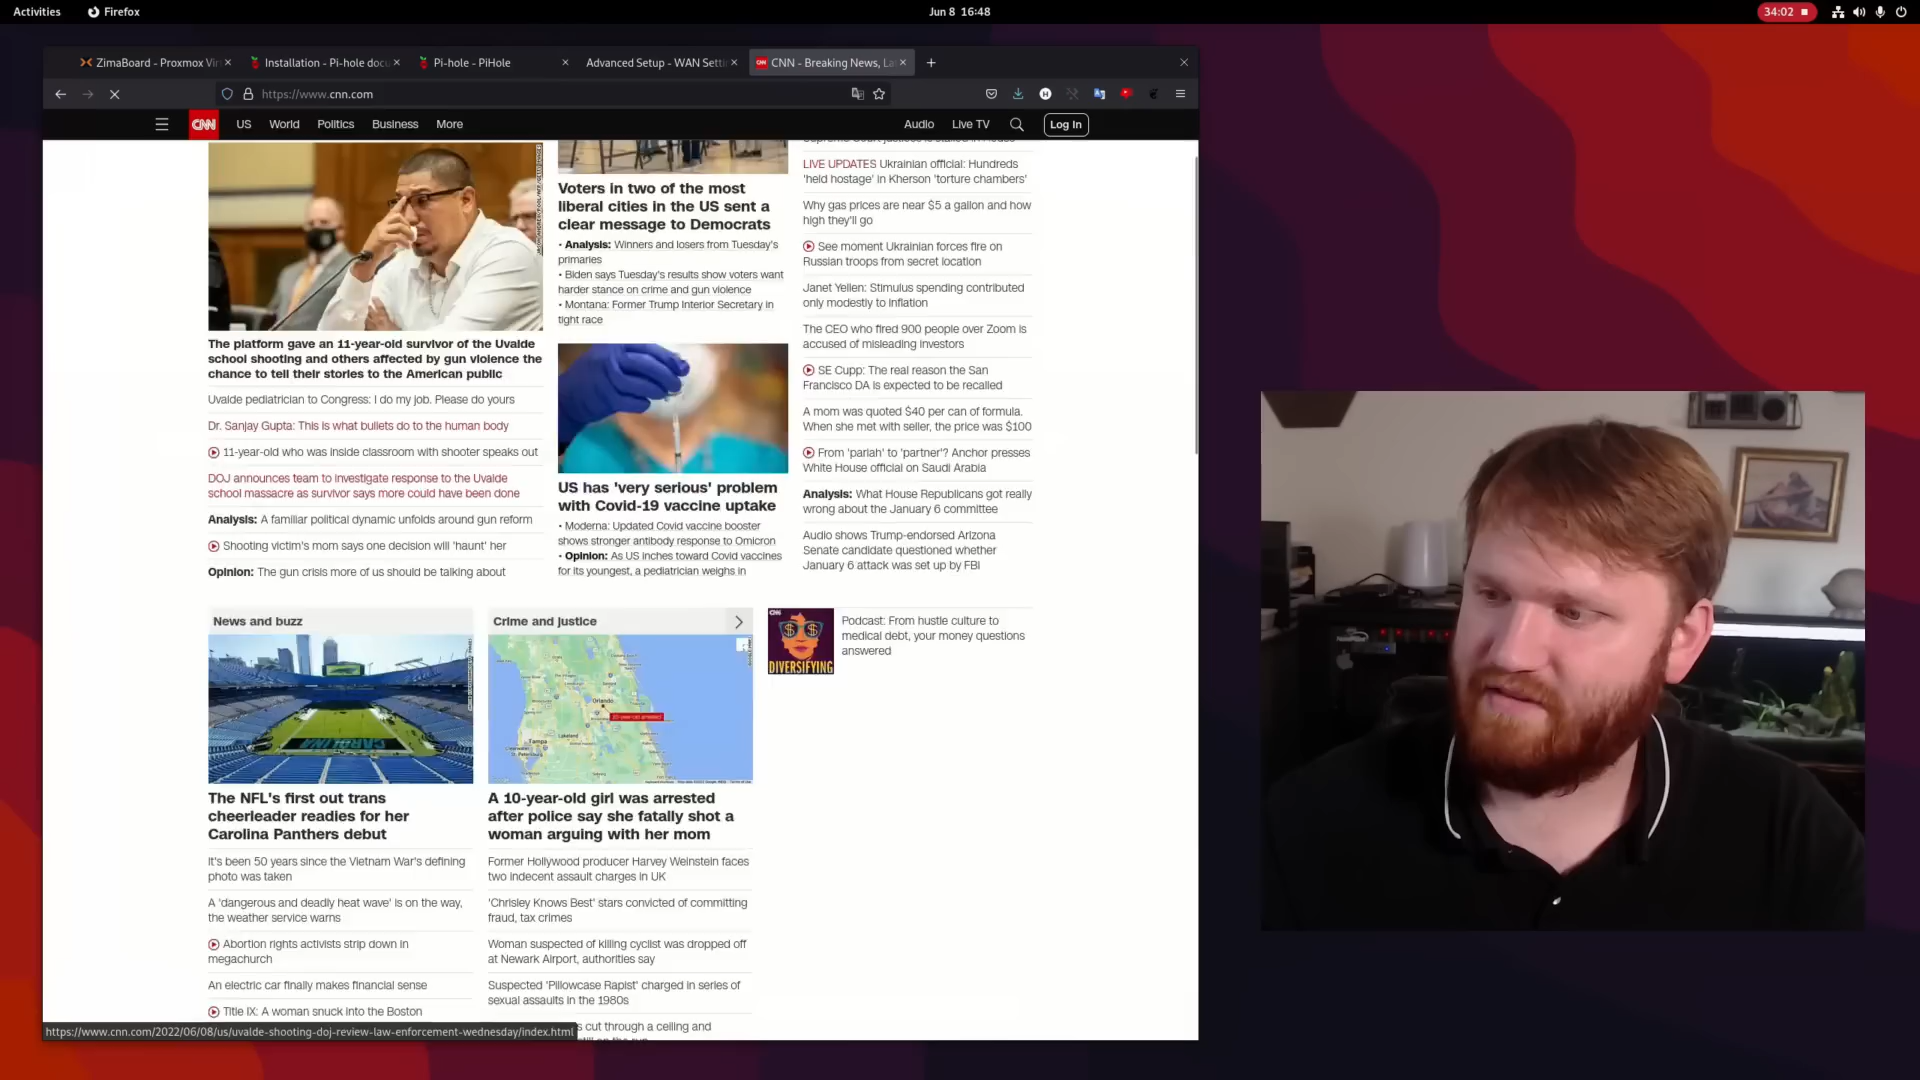 Activities
Firefox
Jun 8 16:48
34:02
ZimaBoard - Proxmox Vir
Installation - Pi-hole docu
Pi-hole - PiHole
Advanced Setup - WAN Setti
CNN - Breaking News, La
https://www.cnn.com
CNN
US
World
Politics
Business
More
Audio
Live TV
Log In
The platform gave an 11-year-old survivor of the Uvalde
school shooting and others affected by gun violence the
chance to tell their stories to the American public
Uvalde pediatrician to Congress: I do my job. Please do yours
Dr. Sanjay Gupta: This is what bullets do to the human body
11-year-old who was inside classroom with shooter speaks out
DOJ announces team to investigate response to the Uvalde
school massacre as survivor says more could have been done
Analysis: A familiar political dynamic unfolds around gun reform
Shooting victim's mom says one decision will 'haunt' her
Opinion: The gun crisis more of us should be talking about
Voters in two of the most
liberal cities in the US sent a
clear message to Democrats
• Analysis: Winners and losers from Tuesday's
primaries
• Biden says Tuesday's results show voters want
harder stance on crime and gun violence
• Montana: Former Trump Interior Secretary in
tight race
US has 'very serious' problem
with Covid-19 vaccine uptake
• Moderna: Updated Covid vaccine booster
shows stronger antibody response to Omicron
• Opinion: As US inches toward Covid vaccines
for its youngest, a pediatrician weighs in
LIVE UPDATES Ukrainian official: Hundreds
'held hostage' in Kherson 'torture chambers'
Why gas prices are near $5 a gallon and how
high they'll go
See moment Ukrainian forces fire on
Russian troops from secret location
Janet Yellen: Stimulus spending contributed
only modestly to inflation
The CEO who fired 900 people over Zoom is
accused of misleading investors
SE Cupp: The real reason the San
Francisco DA is expected to be recalled
A mom was quoted $40 per can of formula.
When she met with seller, the price was $100
From 'pariah' to 'partner'? Anchor presses
White House official on Saudi Arabia
Analysis: What House Republicans got really
wrong about the January 6 committee
Audio shows Trump-endorsed Arizona
Senate candidate questioned whether
January 6 attack was set up by FBI
News and buzz
CAROLINA
The NFL's first out trans
cheerleader readies for her
Carolina Panthers debut
It's been 50 years since the Vietnam War's defining
photo was taken
A 'dangerous and deadly heat wave' is on the way,
the weather service warns
Abortion rights activists strip down in
megachurch
An electric car finally makes financial sense
Title IX: A woman snuck into the Boston
Crime and justice
Orlando
10-year-old arrested
Lakeland
Tampa
A 10-year-old girl was arrested
after police say she fatally shot a
woman arguing with her mom
Former Hollywood producer Harvey Weinstein faces
two indecent assault charges in UK
'Chrisley Knows Best' stars convicted of committing
fraud, tax crimes
Woman suspected of killing cyclist was dropped off
at Newark Airport, authorities say
Suspected 'Pillowcase Rapist' charged in series of
sexual assaults in the 1980s
s cut through a ceiling and
CNN
DIVERSIFYING
Podcast: From hustle culture to
medical debt, your money questions
answered
https://www.cnn.com/2022/06/08/us/uvalde-shooting-doj-review-law-enforcement-wednesday/index.html